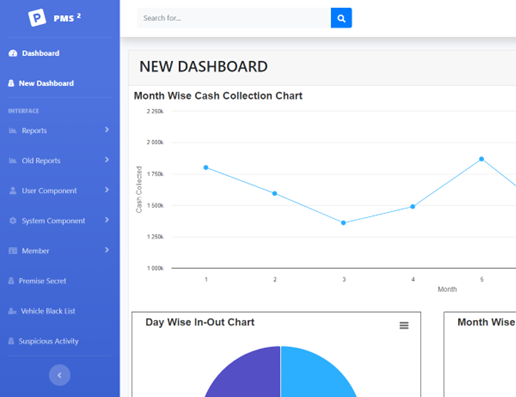 P PMS 2
Search for...
Dashboard
New Dashboard
INTERFACE
Reports
Old Reports
User Component
System Component
Member
Premise Secret
Vehicle Black List
Suspicious Activity
NEW DASHBOARD
Month Wise Cash Collection Chart
2 250k
2 000k
1 750k
1 500k
1 250k
1 000k
Cash Collected
1 2 3 4 5
Month
Day Wise In-Out Chart
Month Wise